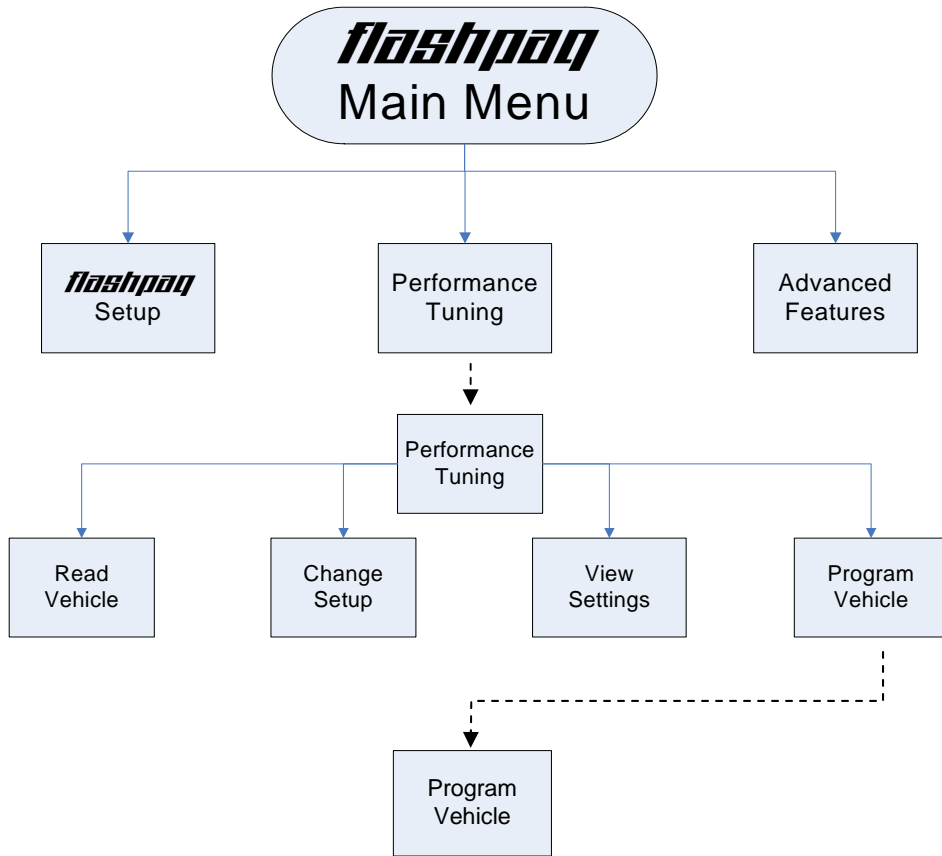 flashpaq
Main Menu
flashpaq
Setup
Performance
Tuning
Advanced
Features
Performance
Tuning
Read
Vehicle
Change
Setup
View
Settings
Program
Vehicle
Program
Vehicle